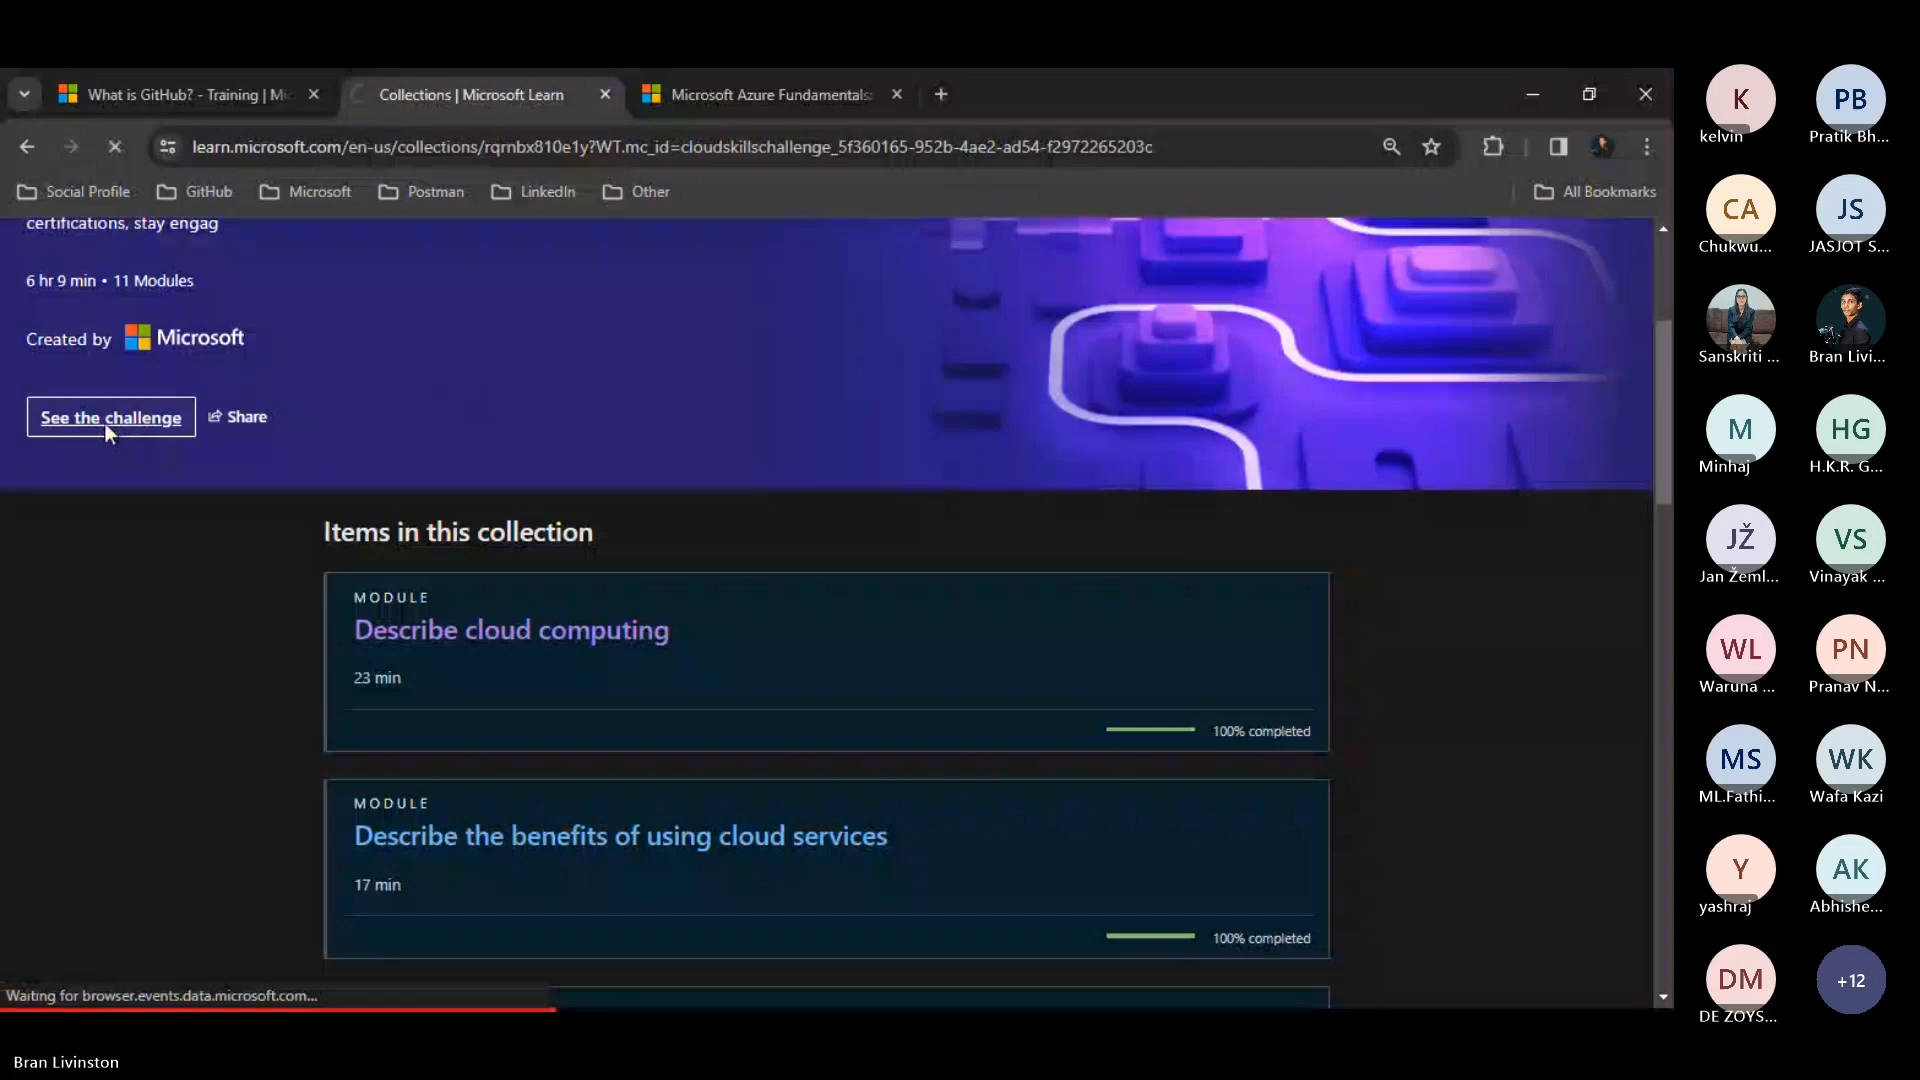 What is GitHub? - Training | Mi
Collections | Microsoft Learn
Microsoft Azure Fundamentals:
learn.microsoft.com/en-us/collections/rqrnbx810e1y?WT.mc_id=cloudskillschallenge_5f360165-952b-4ae2-ad54-f2972265203c
Social Profile
GitHub
Microsoft
Postman
LinkedIn
Other
All Bookmarks
certifications, stay engag
6 hr 9 min • 11 Modules
Created by Microsoft
See the challenge
Share
Items in this collection
MODULE
Describe cloud computing
23 min
100% completed
MODULE
Describe the benefits of using cloud services
17 min
100% completed
Waiting for browser.events.data.microsoft.com...
Bran Livinston
K
kelvin
PB
Pratik Bh...
CA
Chukwu...
JS
JASJOT S...
Sanskriti ...
Bran Livi...
M
Minhaj
HG
H.K.R. G...
JŽ
Jan Žeml...
VS
Vinayak ...
WL
Waruna ...
PN
Pranav N...
MS
ML.Fathi...
WK
Wafa Kazi
Y
yashraj
AK
Abhishe...
DM
DE ZOYS...
+12